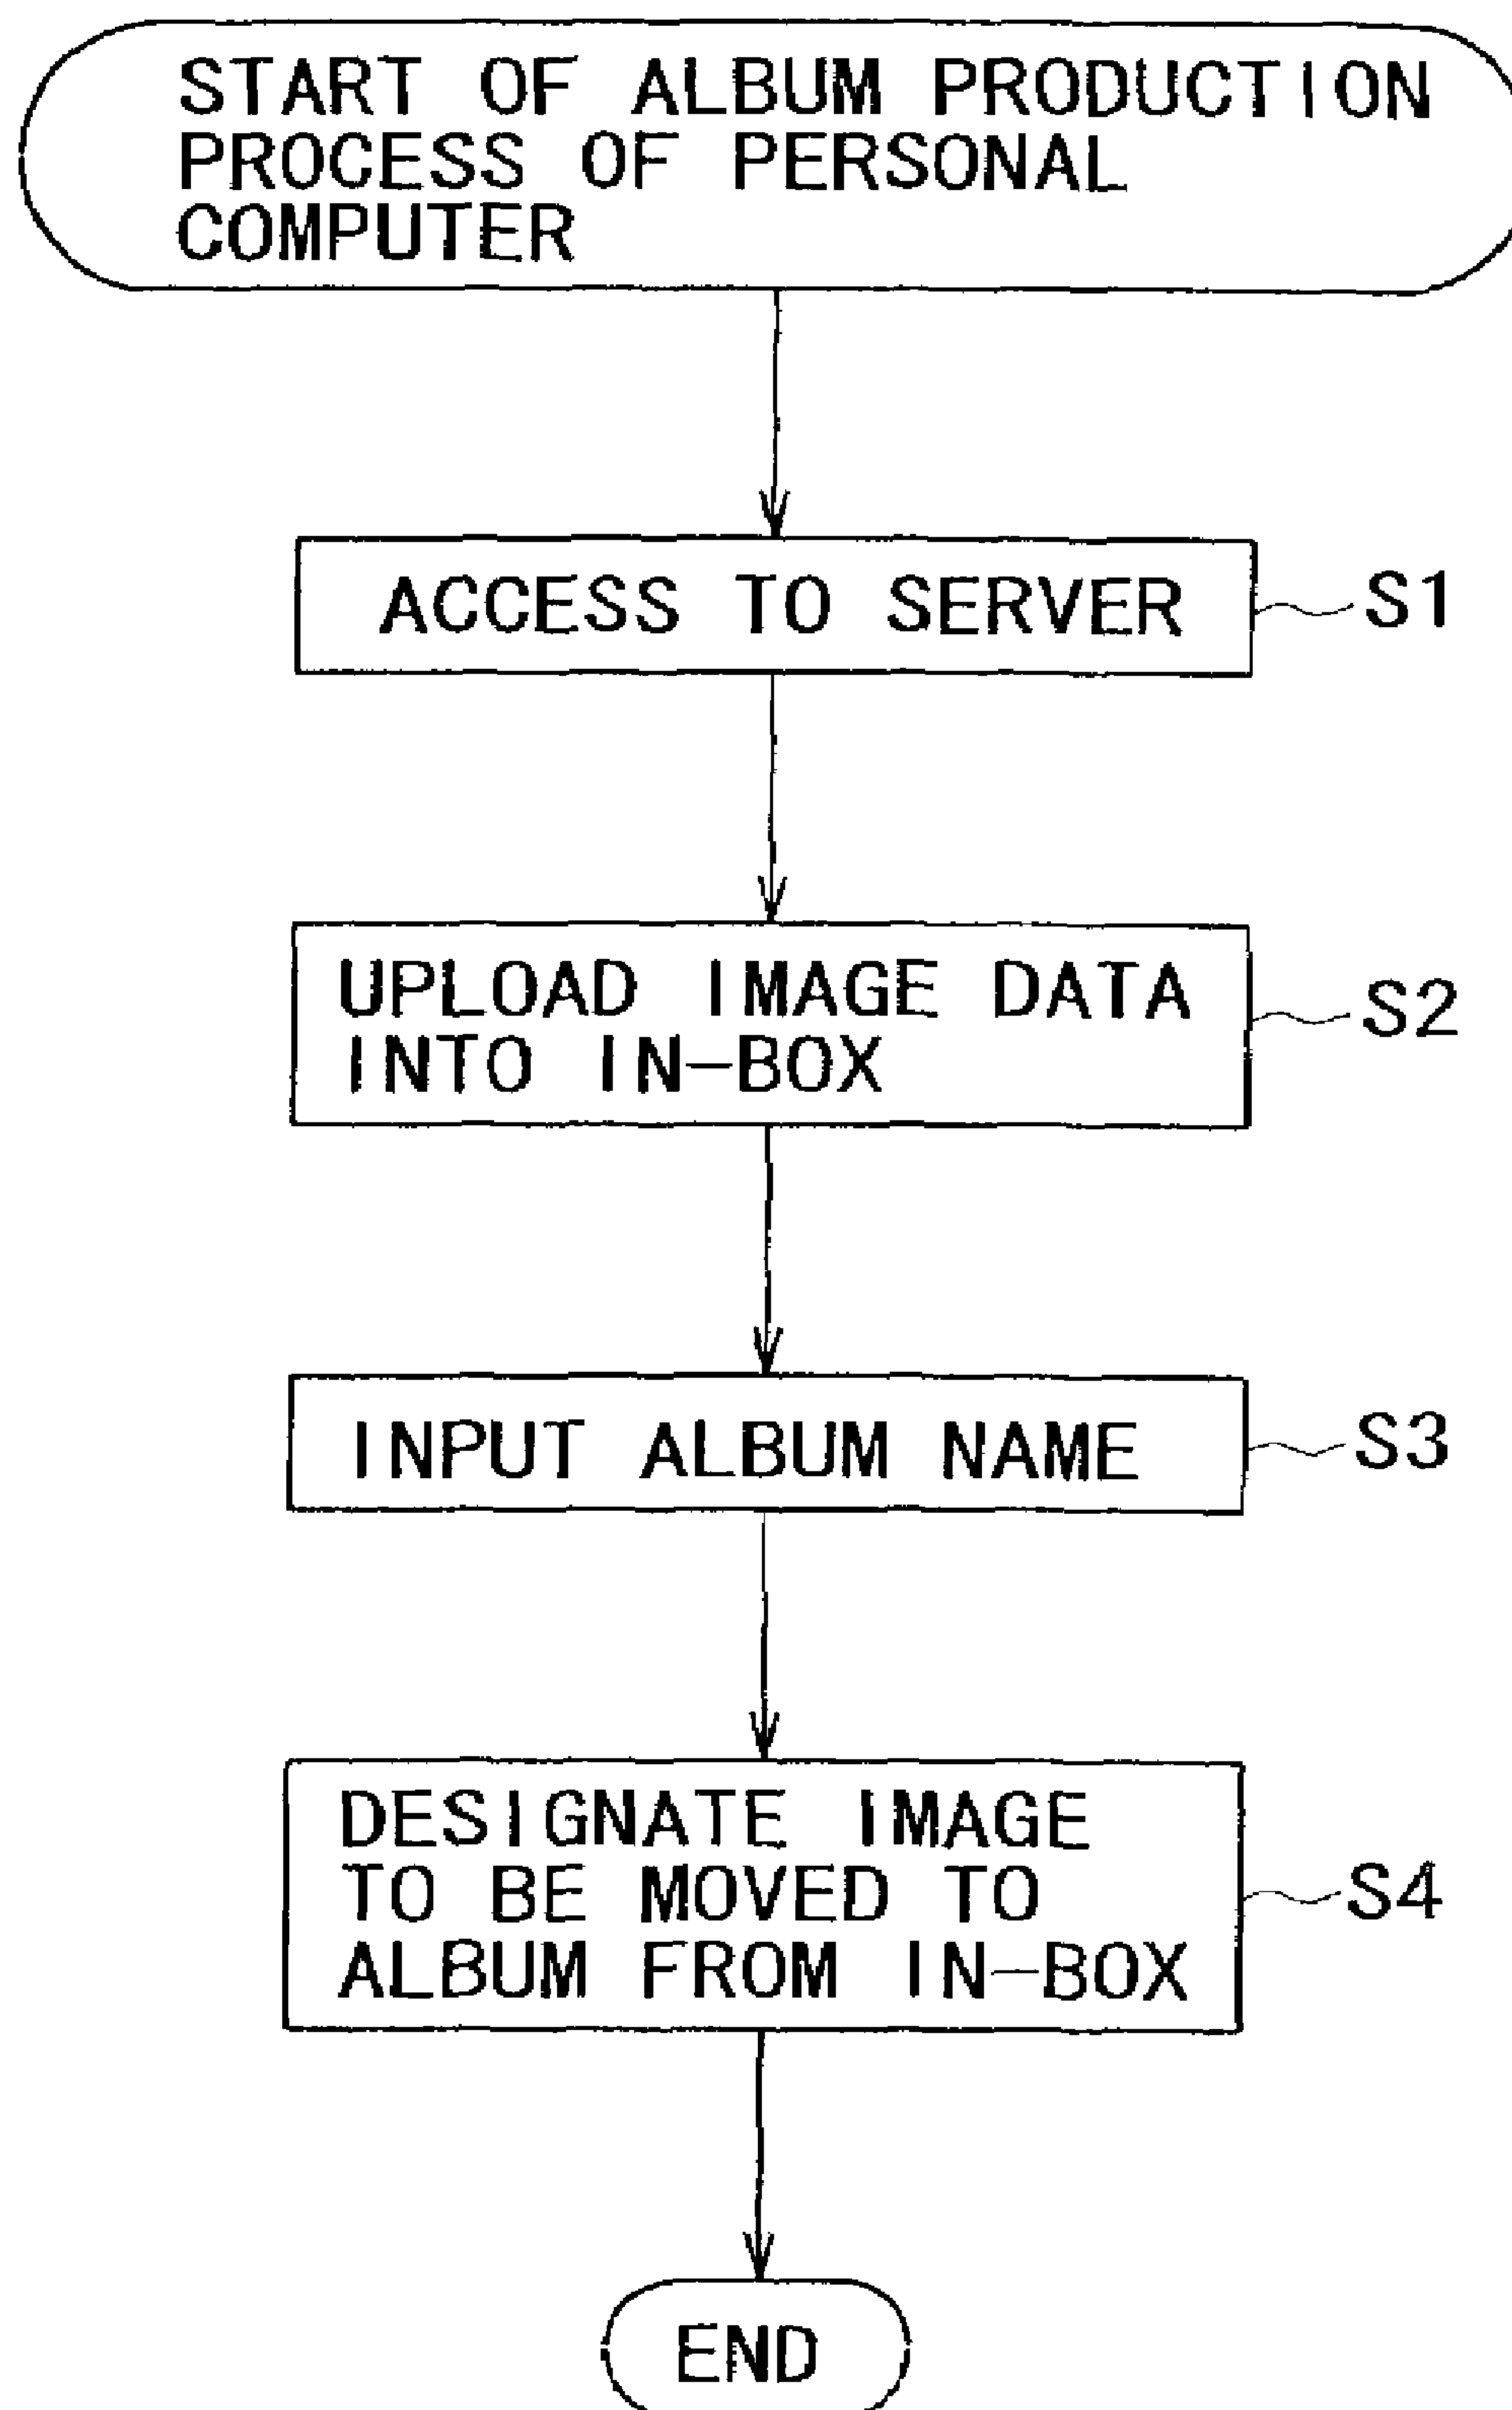 START OF ALBUM PRODUCTION
PROCESS OF PERSONAL
COMPUTER
ACCESS TO SERVER
S1
UPLOAD IMAGE DATA
INTO IN-BOX
S2
INPUT ALBUM NAME
S3
DESIGNATE IMAGE
TO BE MOVED TO
ALBUM FROM IN-BOX
S4
END